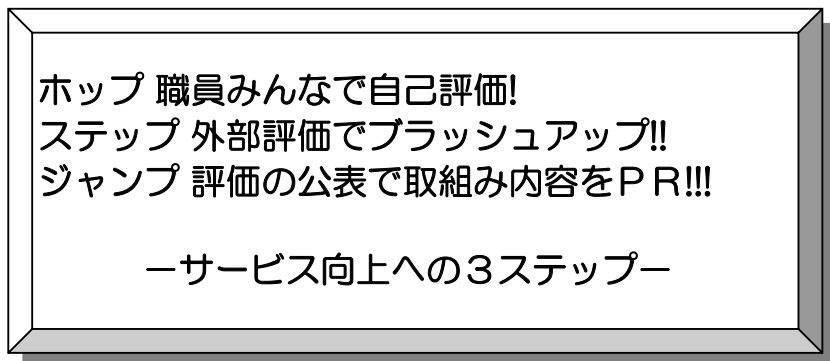 ホップ 職員みんなで自己評価!
ステップ 外部評価でブラッシュアップ!!
ジャンプ 評価の公表で取組み内容をＰＲ!!!
－サービス向上への３ステップ－